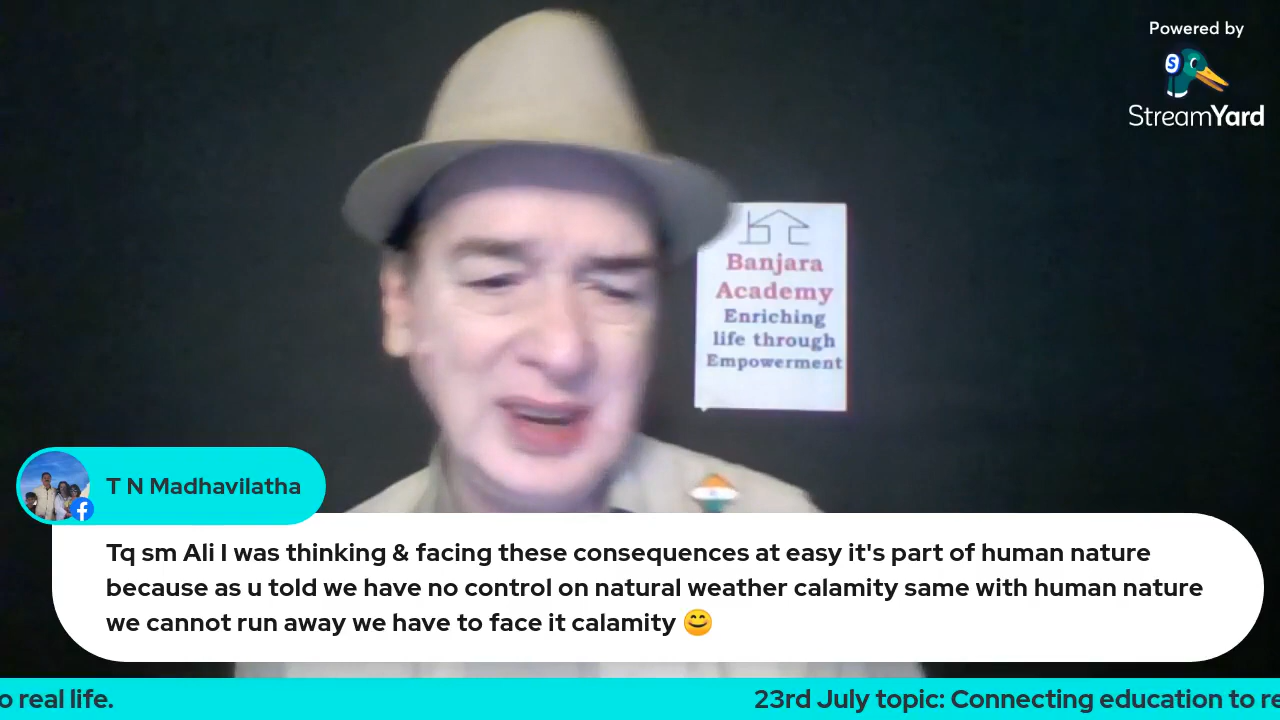 Powered by
S
StreamYard
Banjara
Academy
Enriching
life through
Empowerment
T N Madhavilatha
Tq sm Ali I was thinking & facing these consequences at easy it's part of human nature
because as u told we have no control on natural weather calamity same with human nature
we cannot run away we have to face it calamity 😊
o real life.
23rd July topic: Connecting education to re